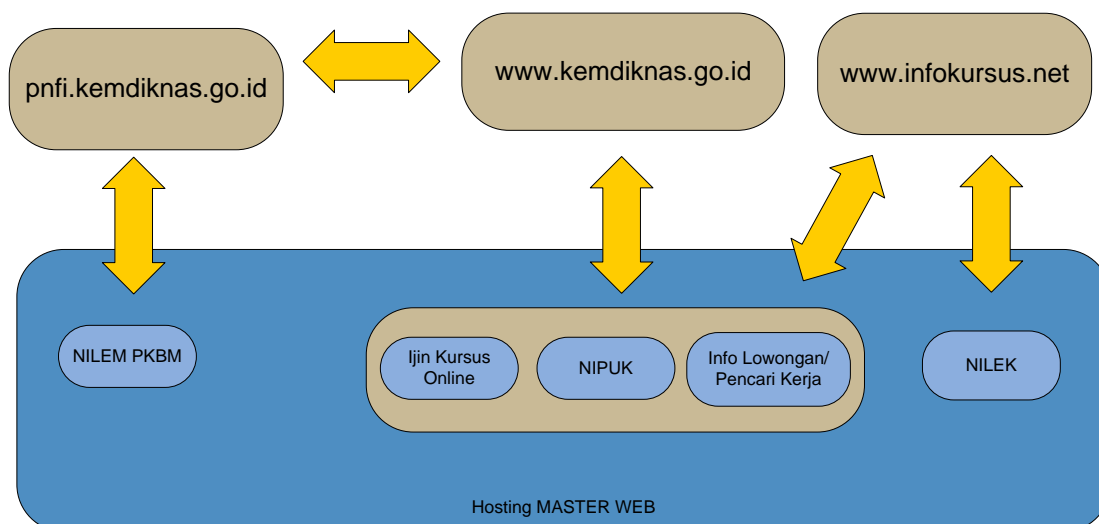 pnfi.kemdiknas.go.id
www.kemdiknas.go.id
www.infokursus.net
NILEM PKBM
Ijin Kursus
Online
NIPUK
Info Lowongan/
Pencari Kerja
NILEK
Hosting MASTER WEB